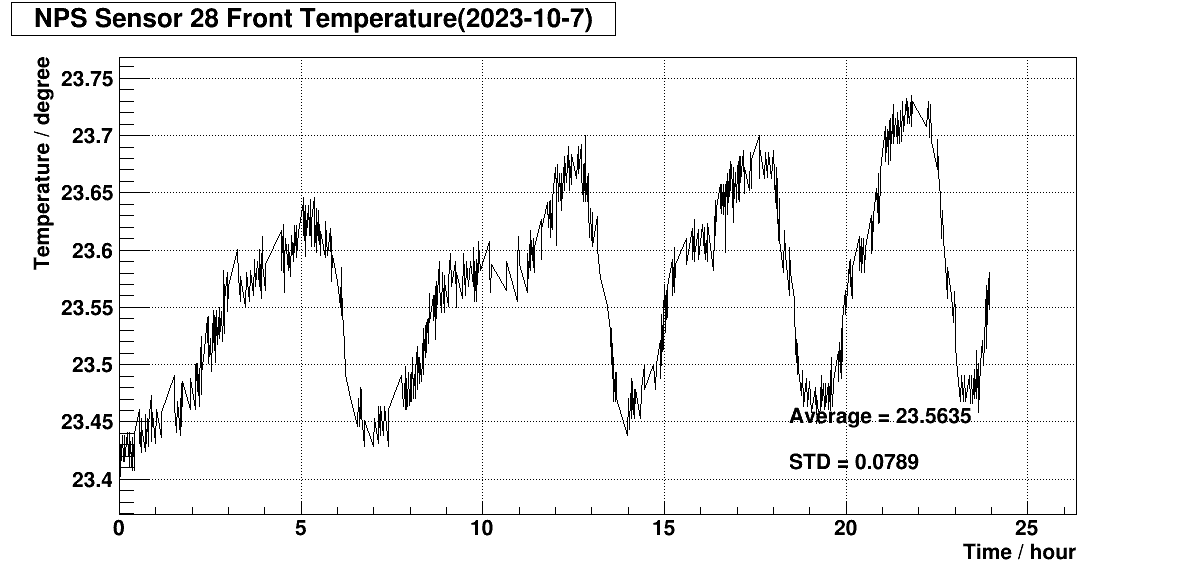 NPS Sensor 28 Front Temperature(2023-10-7)
Temperature / degree
23.75
23.7
23.65
23.6
23.55
23.5
23.45
23.4
Average = 23.5635
STD = 0.0789
0 5 10 15 20 25
Time / hour